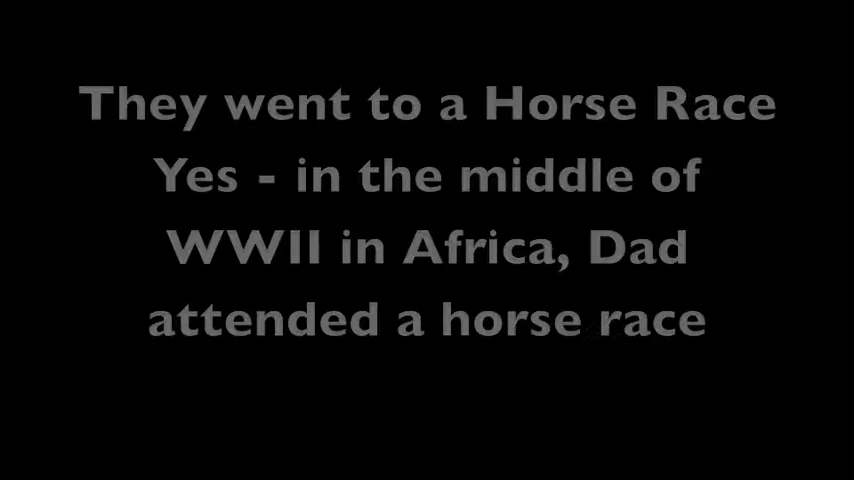 They went to a Horse Race
Yes - in the middle of
WWII in Africa, Dad
attended a horse race